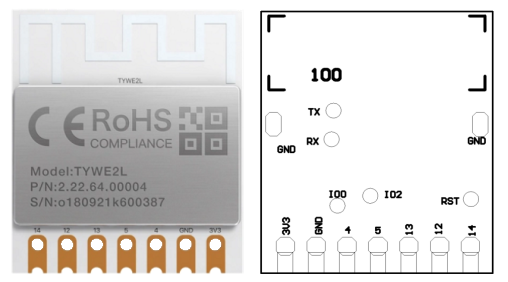 TYWE2L
CE RoHS
COMPLIANCE
Model:TYWE2L
P/N:2.22.64.00004
S/N:o180921k600387
14 12 13 5 4 GND 3V3
100
TX
RX
GND
GND
IO0 IO2
RST
3V3 GND 4 5 13 12 14